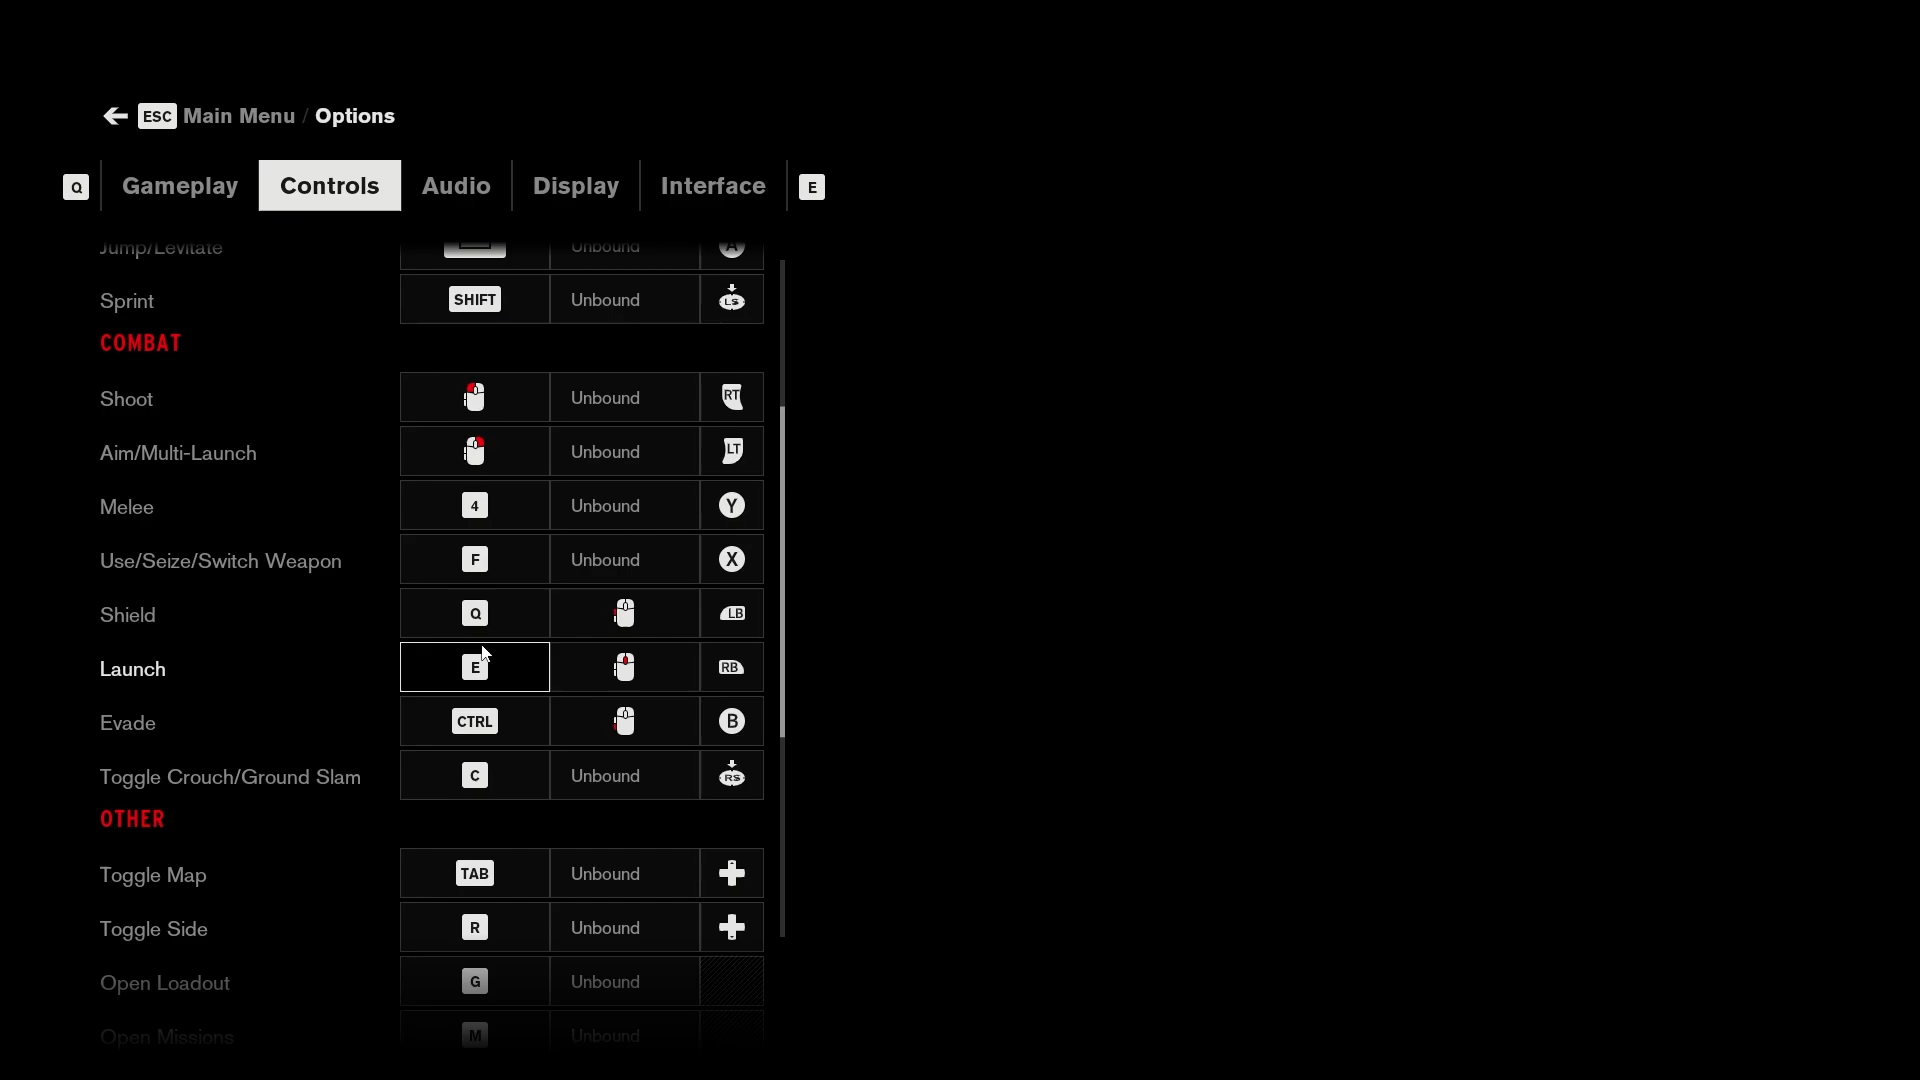 ESC Main Menu / Options
Q Gameplay Controls Audio Display Interface E
Jump/Levitate Unbound A
Sprint SHIFT Unbound LS
COMBAT
Shoot Unbound RT
Aim/Multi-Launch Unbound LT
Melee 4 Unbound Y
Use/Seize/Switch Weapon F Unbound X
Shield Q LB
Launch E RB
Evade CTRL B
Toggle Crouch/Ground Slam C Unbound RS
OTHER
Toggle Map TAB Unbound
Toggle Side R Unbound
Open Loadout G Unbound
Open Missions M Unbound